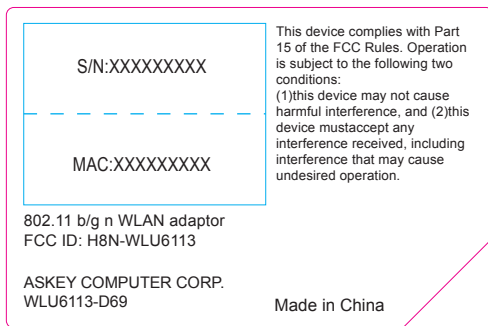 S/N:XXXXXXXXX
MAC:XXXXXXXXX
This device complies with Part
15 of the FCC Rules. Operation
is subject to the following two
conditions:
(1)this device may not cause
harmful interference, and (2)this
device mustaccept any
interference received, including
interference that may cause
undesired operation.
802.11 b/g n WLAN adaptor
FCC ID: H8N-WLU6113
ASKEY COMPUTER CORP.
WLU6113-D69
Made in China